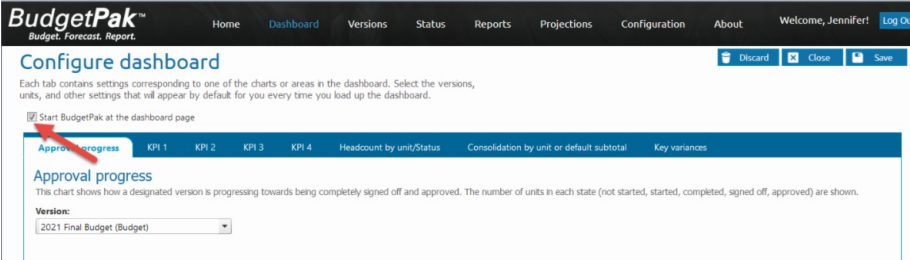 BudgetPak™
Budget. Forecast. Report.
Home Dashboard Versions Status Reports Projections Configuration About Welcome, Jennifer! Log Ou
Configure dashboard
Discard Close Save
Each tab contains settings corresponding to one of the charts or areas in the dashboard. Select the versions,
units, and other settings that will appear by default for you every time you load up the dashboard.
Start BudgetPak at the dashboard page
Approval progress KPI 1 KPI 2 KPI 3 KPI 4 Headcount by unit/Status Consolidation by unit or default subtotal Key variances
Approval progress
This chart shows how a designated version is progressing towards being completely signed off and approved. The number of units in each state (not started, started, completed, signed off, approved) are shown.
Version:
2021 Final Budget (Budget)